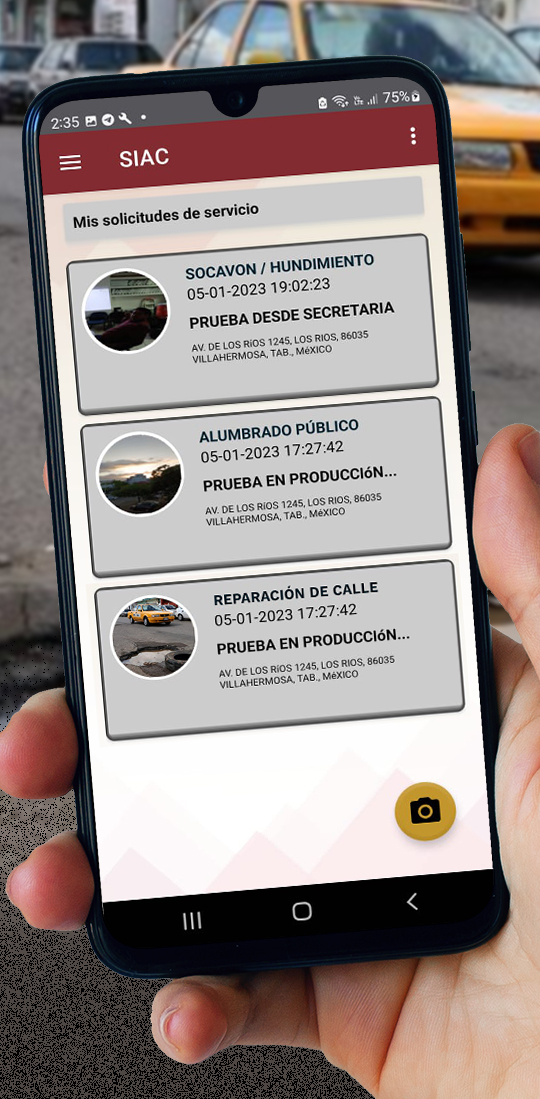 2:35
75%
SIAC
Mis solicitudes de servicio
SOCAVON / HUNDIMIENTO
05-01-2023 19:02:23
PRUEBA DESDE SECRETARIA
AV. DE LOS RíOS 1245, LOS RIOS, 86035
VILLAHERMOSA, TAB., MéXICO
ALUMBRADO PÚBLICO
05-01-2023 17:27:42
PRUEBA EN PRODUCCIóN...
AV. DE LOS RíOS 1245, LOS RIOS, 86035
VILLAHERMOSA, TAB., MéXICO
REPARACIÓN DE CALLE
05-01-2023 17:27:42
PRUEBA EN PRODUCCIóN...
AV. DE LOS RíOS 1245, LOS RIOS, 86035
VILLAHERMOSA, TAB., MéXICO